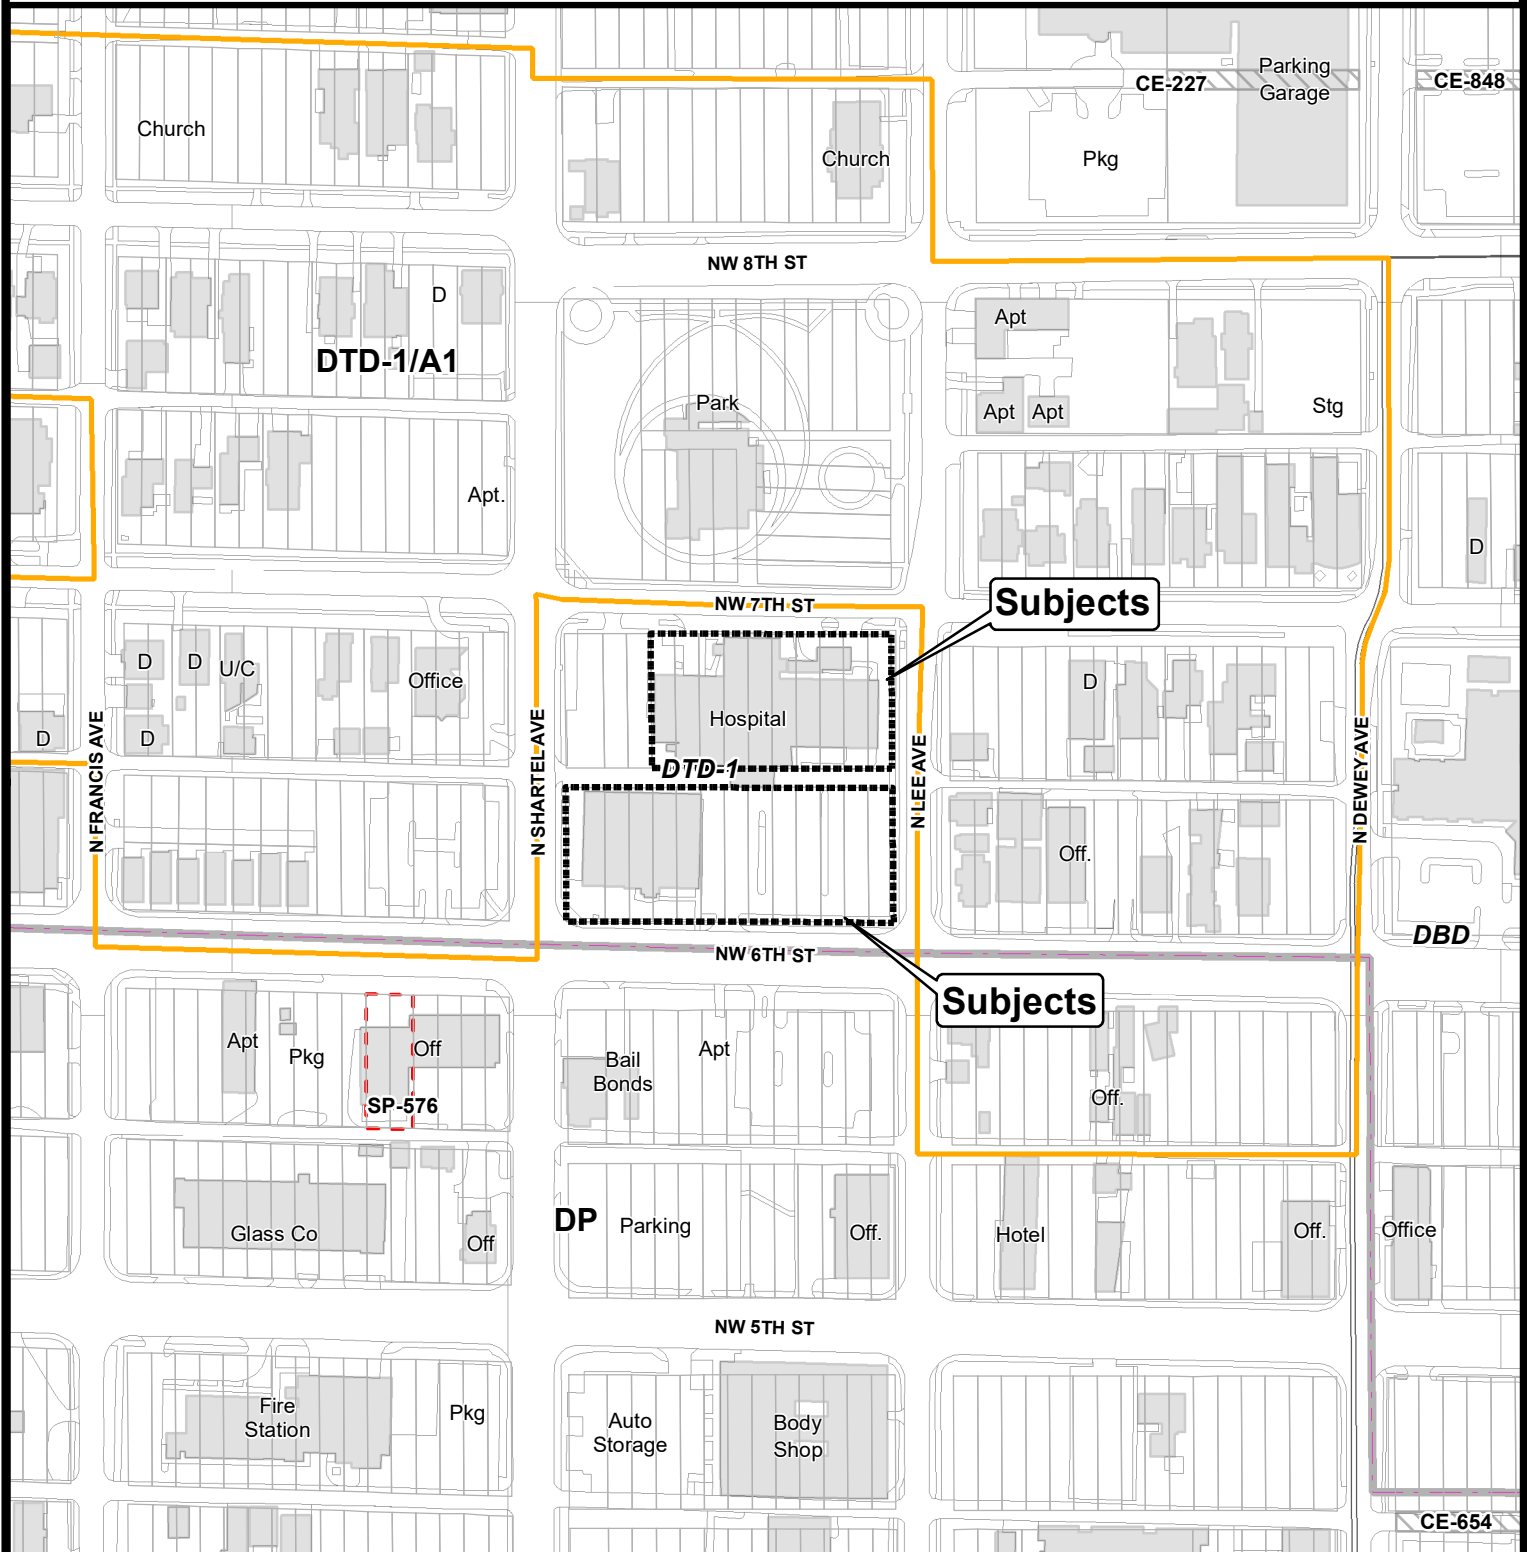 Parking
Garage
CE-227
CE-848
Church
Church
Pkg
NW 8TH ST
D
Apt
DTD-1/A1
Park
Apt
Apt
Stg
Apt.
D
NW 7TH ST
Subjects
D
D
U/C
Office
D
D
D
Hospital
DTD-1
N FRANCIS AVE
N SHARTEL AVE
N LEE AVE
N DEWEY AVE
Off.
DBD
NW 6TH ST
Subjects
Apt
Pkg
Off
SP-576
Bail
Bonds
Apt
Off.
Glass Co
Off
DP
Parking
Off.
Hotel
Off.
Office
NW 5TH ST
Fire
Station
Pkg
Auto
Storage
Body
Shop
CE-654